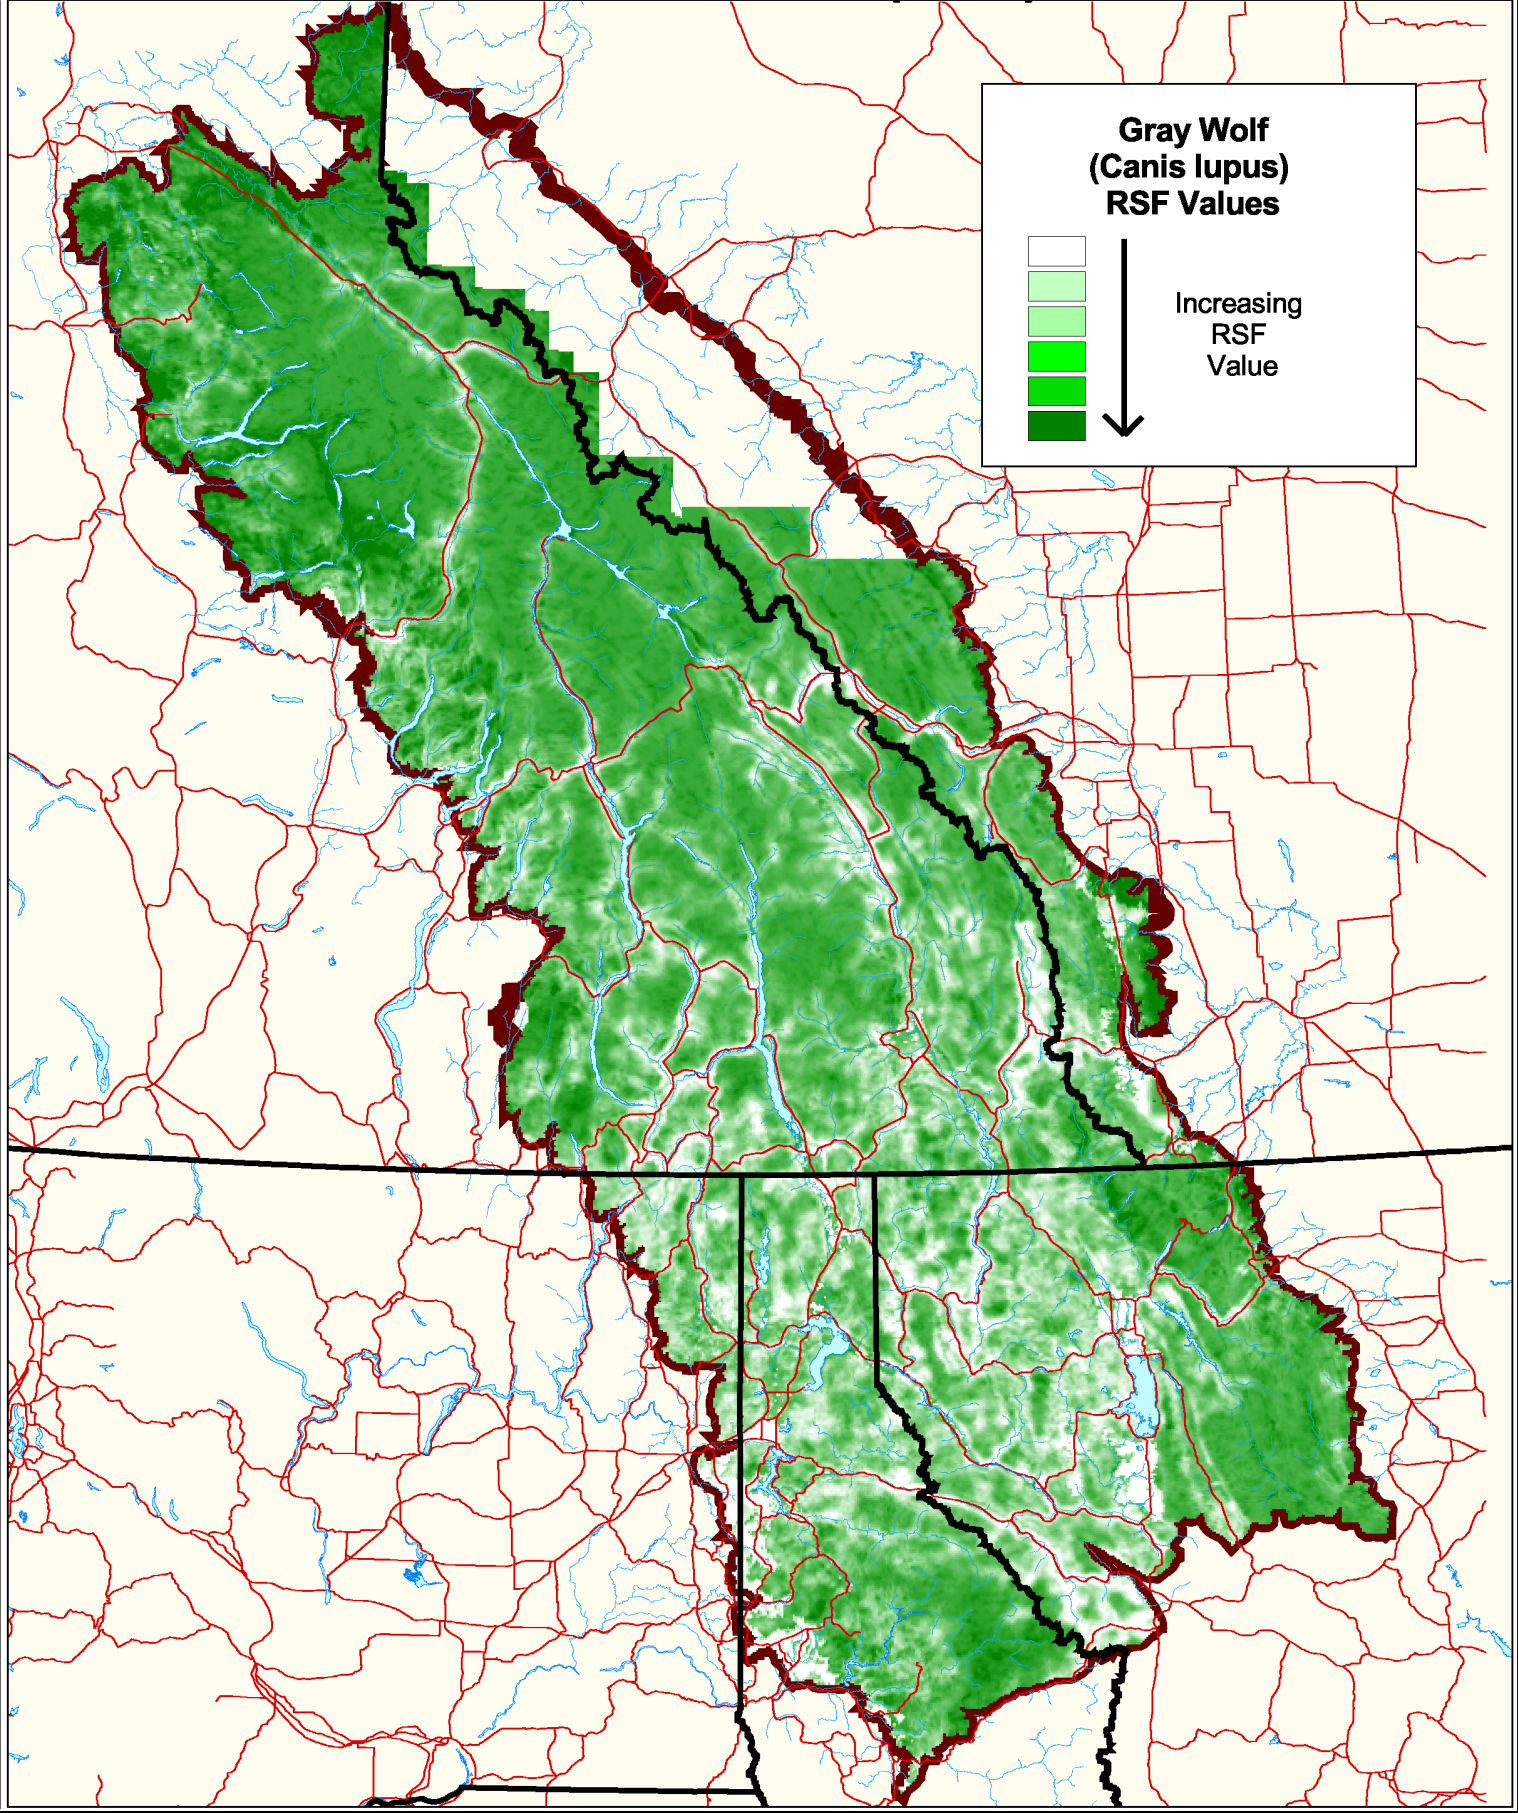 Gray Wolf
(Canis lupus)
RSF Values
Increasing
RSF
Value